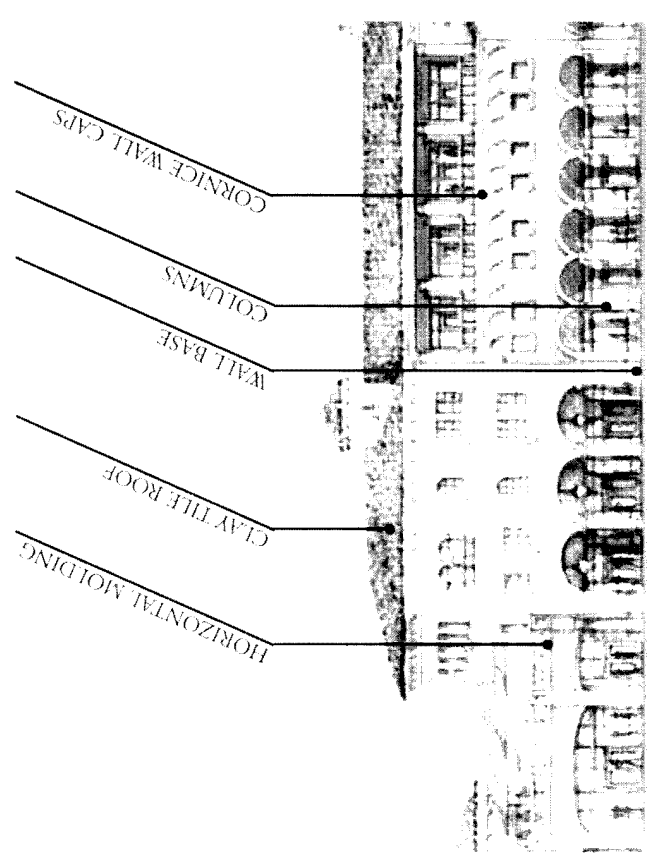 HORIZONTAL MOLDING
CLAY TILE ROOF
WALL BASE
COLUMNS
CORNICE WALL CAPS